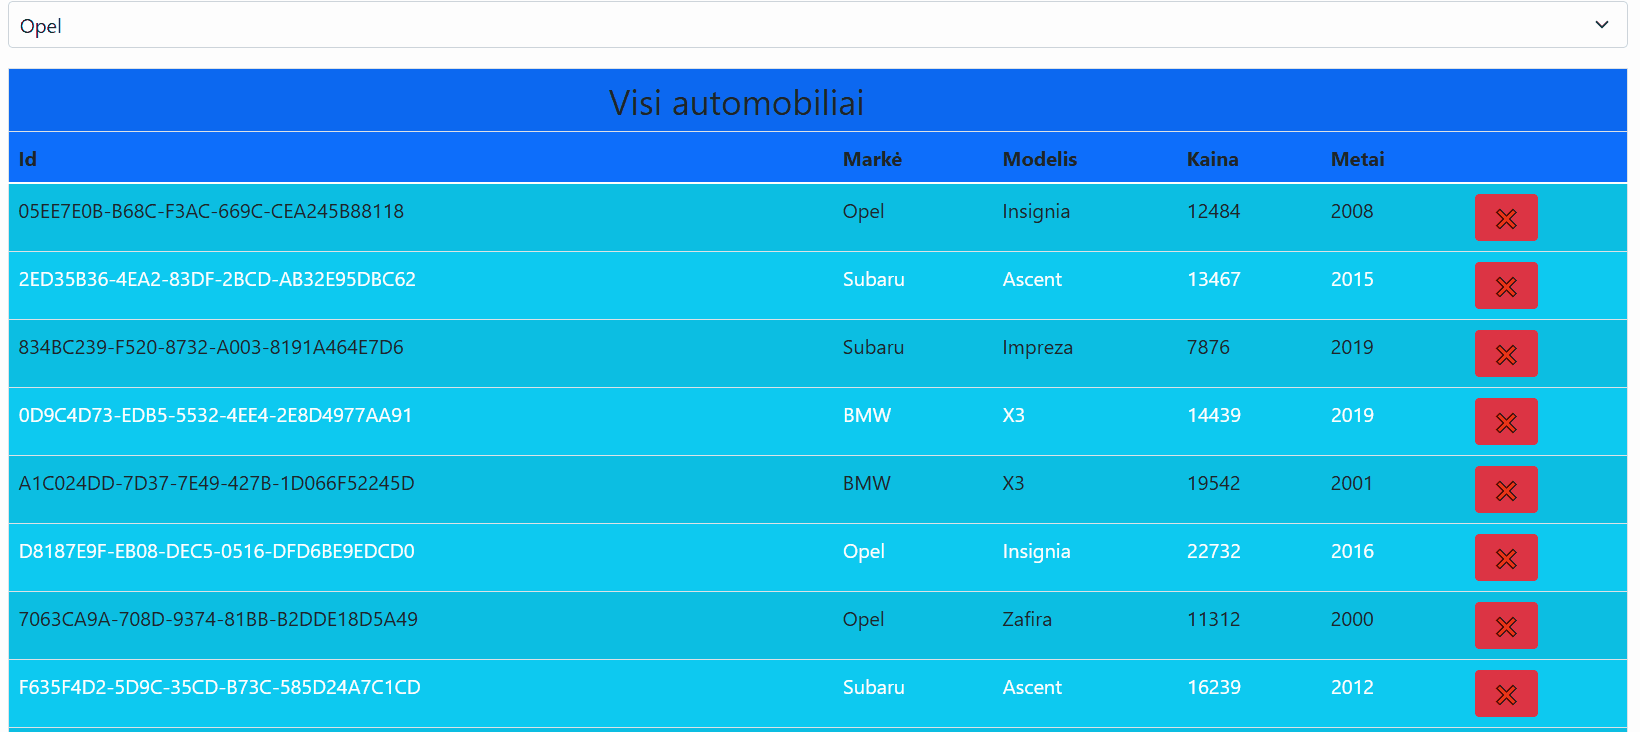 Opel
Visi automobiliai
Id Markė Modelis Kaina Metai
05EE7E0B-B68C-F3AC-669C-CEA245B88118 Opel Insignia 12484 2008
2ED35B36-4EA2-83DF-2BCD-AB32E95DBC62 Subaru Ascent 13467 2015
834BC239-F520-8732-A003-8191A464E7D6 Subaru Impreza 7876 2019
0D9C4D73-EDB5-5532-4EE4-2E8D4977AA91 BMW X3 14439 2019
A1C024DD-7D37-7E49-427B-1D066F52245D BMW X3 19542 2001
D8187E9F-EB08-DEC5-0516-DFD6BE9EDCD0 Opel Insignia 22732 2016
7063CA9A-708D-9374-81BB-B2DDE18D5A49 Opel Zafira 11312 2000
F635F4D2-5D9C-35CD-B73C-585D24A7C1CD Subaru Ascent 16239 2012